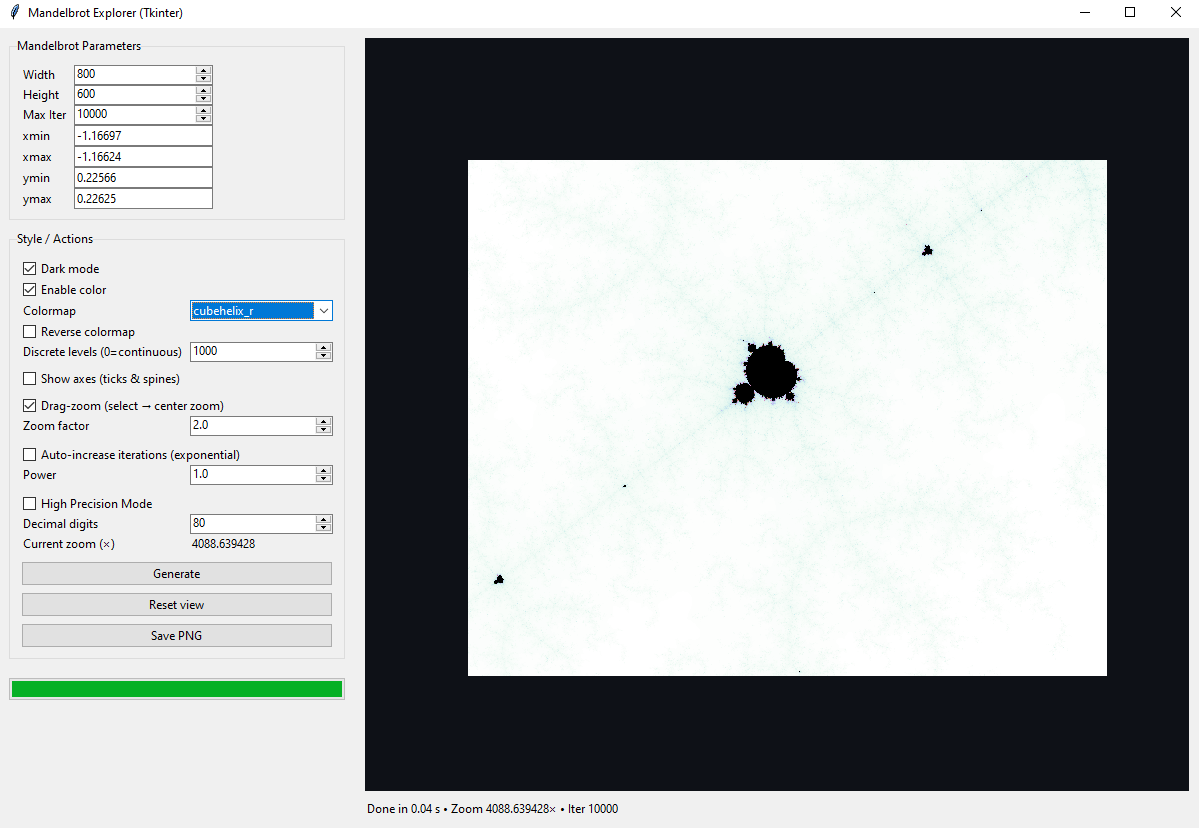 Mandelbrot Explorer (Tkinter)
Mandelbrot Parameters
Width 800
Height 600
Max Iter 10000
xmin -1.16697
xmax -1.16624
ymin 0.22566
ymax 0.22625
Style / Actions
Dark mode
Enable color
Colormap cubehelix_r
Reverse colormap
Discrete levels (0=continuous) 1000
Show axes (ticks & spines)
Drag-zoom (select → center zoom)
Zoom factor 2.0
Auto-increase iterations (exponential)
Power 1.0
High Precision Mode
Decimal digits 80
Current zoom (×) 4088.639428
Generate
Reset view
Save PNG
Done in 0.04 s • Zoom 4088.639428× • Iter 10000